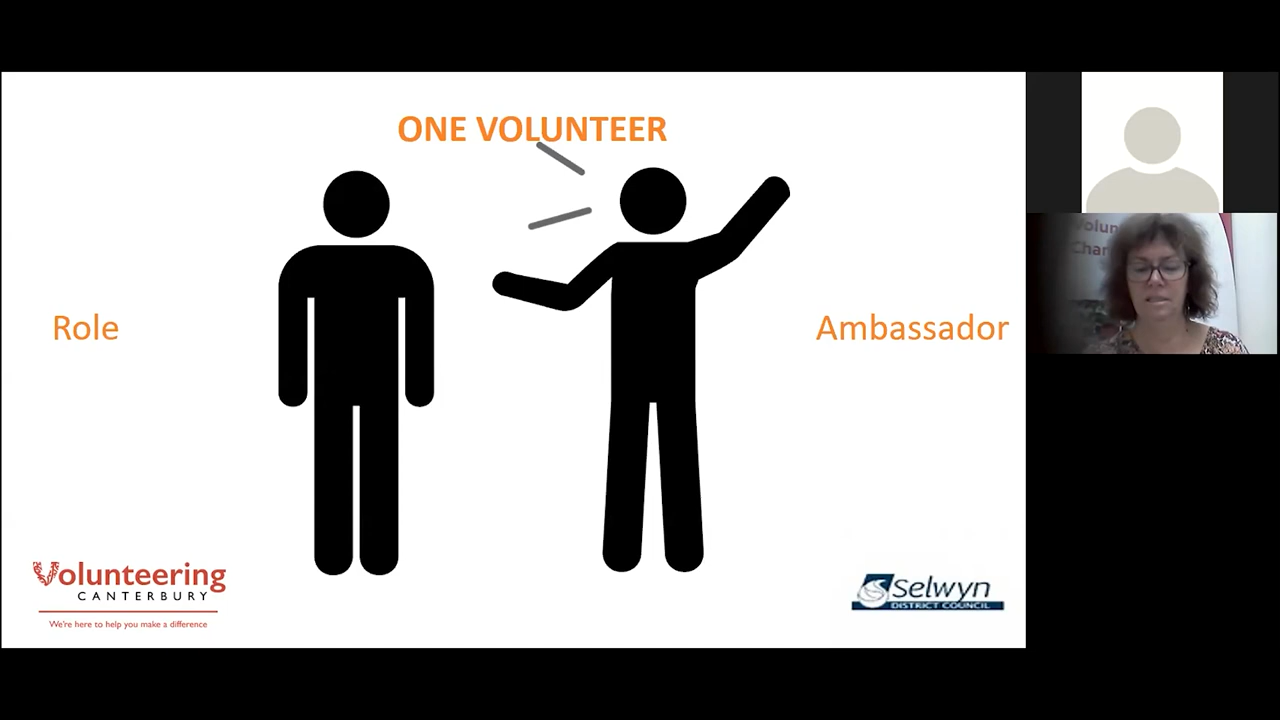 ONE VOLUNTEER
Role
Ambassador
Volunteering
CANTERBURY
We're here to help you make a difference
Selwyn
DISTRICT COUNCIL